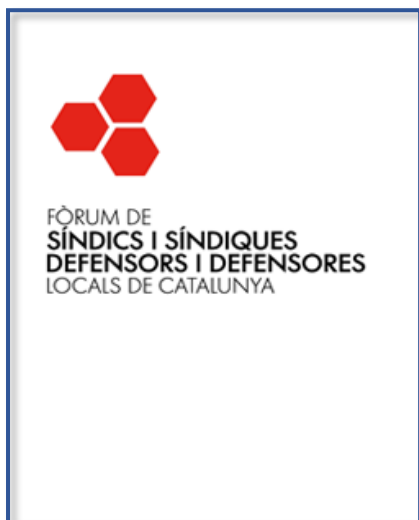 FÒRUM DE
SÍNDICS I SÍNDIQUES
DEFENSORS I DEFENSORES
LOCALS DE CATALUNYA